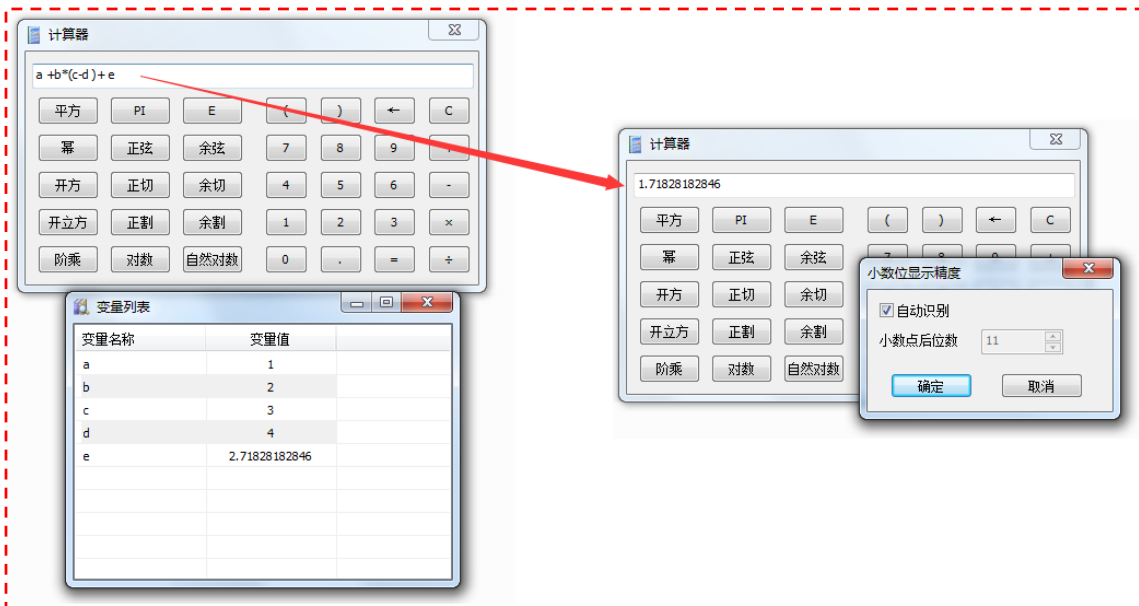 计算器
a +b*(c-d )+ e
平方 PI E ( ) ← C
幂 正弦 余弦 7 8 9
开方 正切 余切 4 5 6 -
开立方 正割 余割 1 2 3 ×
阶乘 对数 自然对数 0 . = ÷
变量列表
变量名称 变量值
a 1
b 2
c 3
d 4
e 2.71828182846
计算器
1.71828182846
平方 PI E ( ) ← C
幂 正弦 余弦
开方 正切 余切
开立方 正割 余割
阶乘 对数 自然对数
小数位显示精度
自动识别
小数点后位数 11
确定 取消